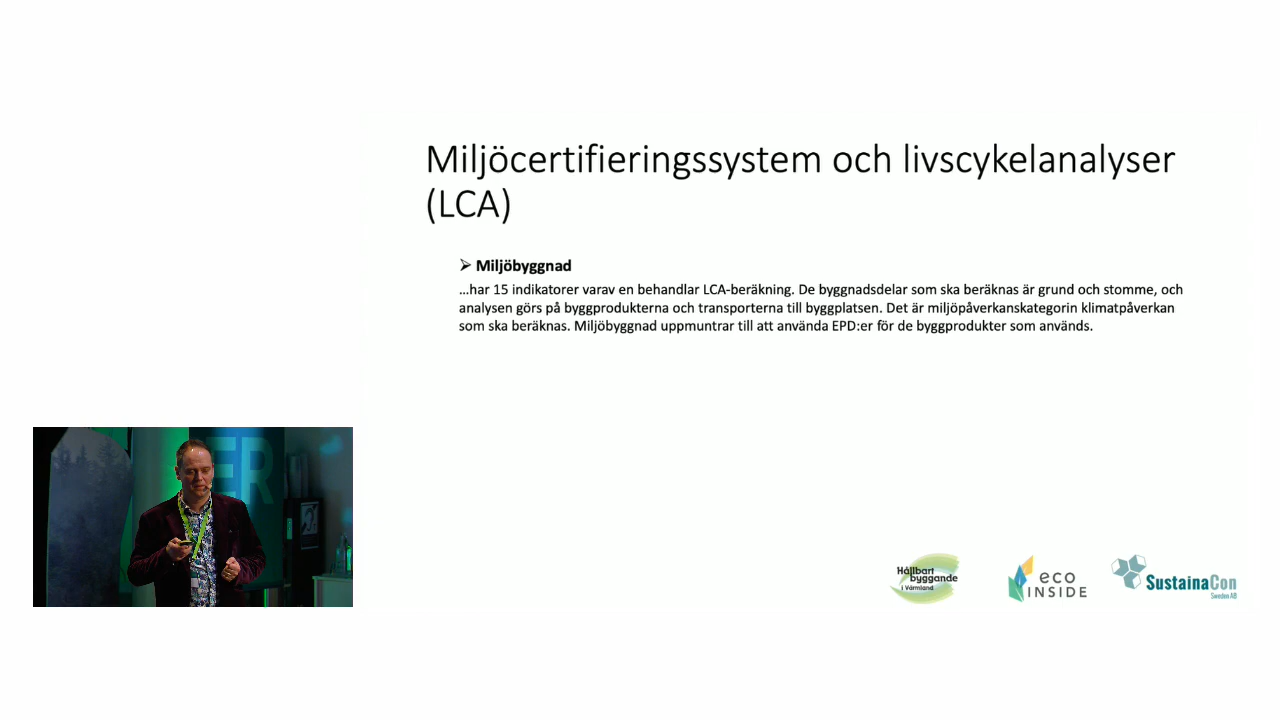 Miljöcertifieringssystem och livscykelanalyser
(LCA)
➢ Miljöbyggnad
…har 15 indikatorer varav en behandlar LCA-beräkning. De byggnadsdelar som ska beräknas är grund och stomme, och
analysen görs på byggprodukterna och transporterna till byggplatsen. Det är miljöpåverkanskategorin klimatpåverkan
som ska beräknas. Miljöbyggnad uppmuntrar till att använda EPD:er för de byggprodukter som används.
ER
Hållbart
byggande
i Värmland
eco
INSIDE
SustainaCon
Sweden AB